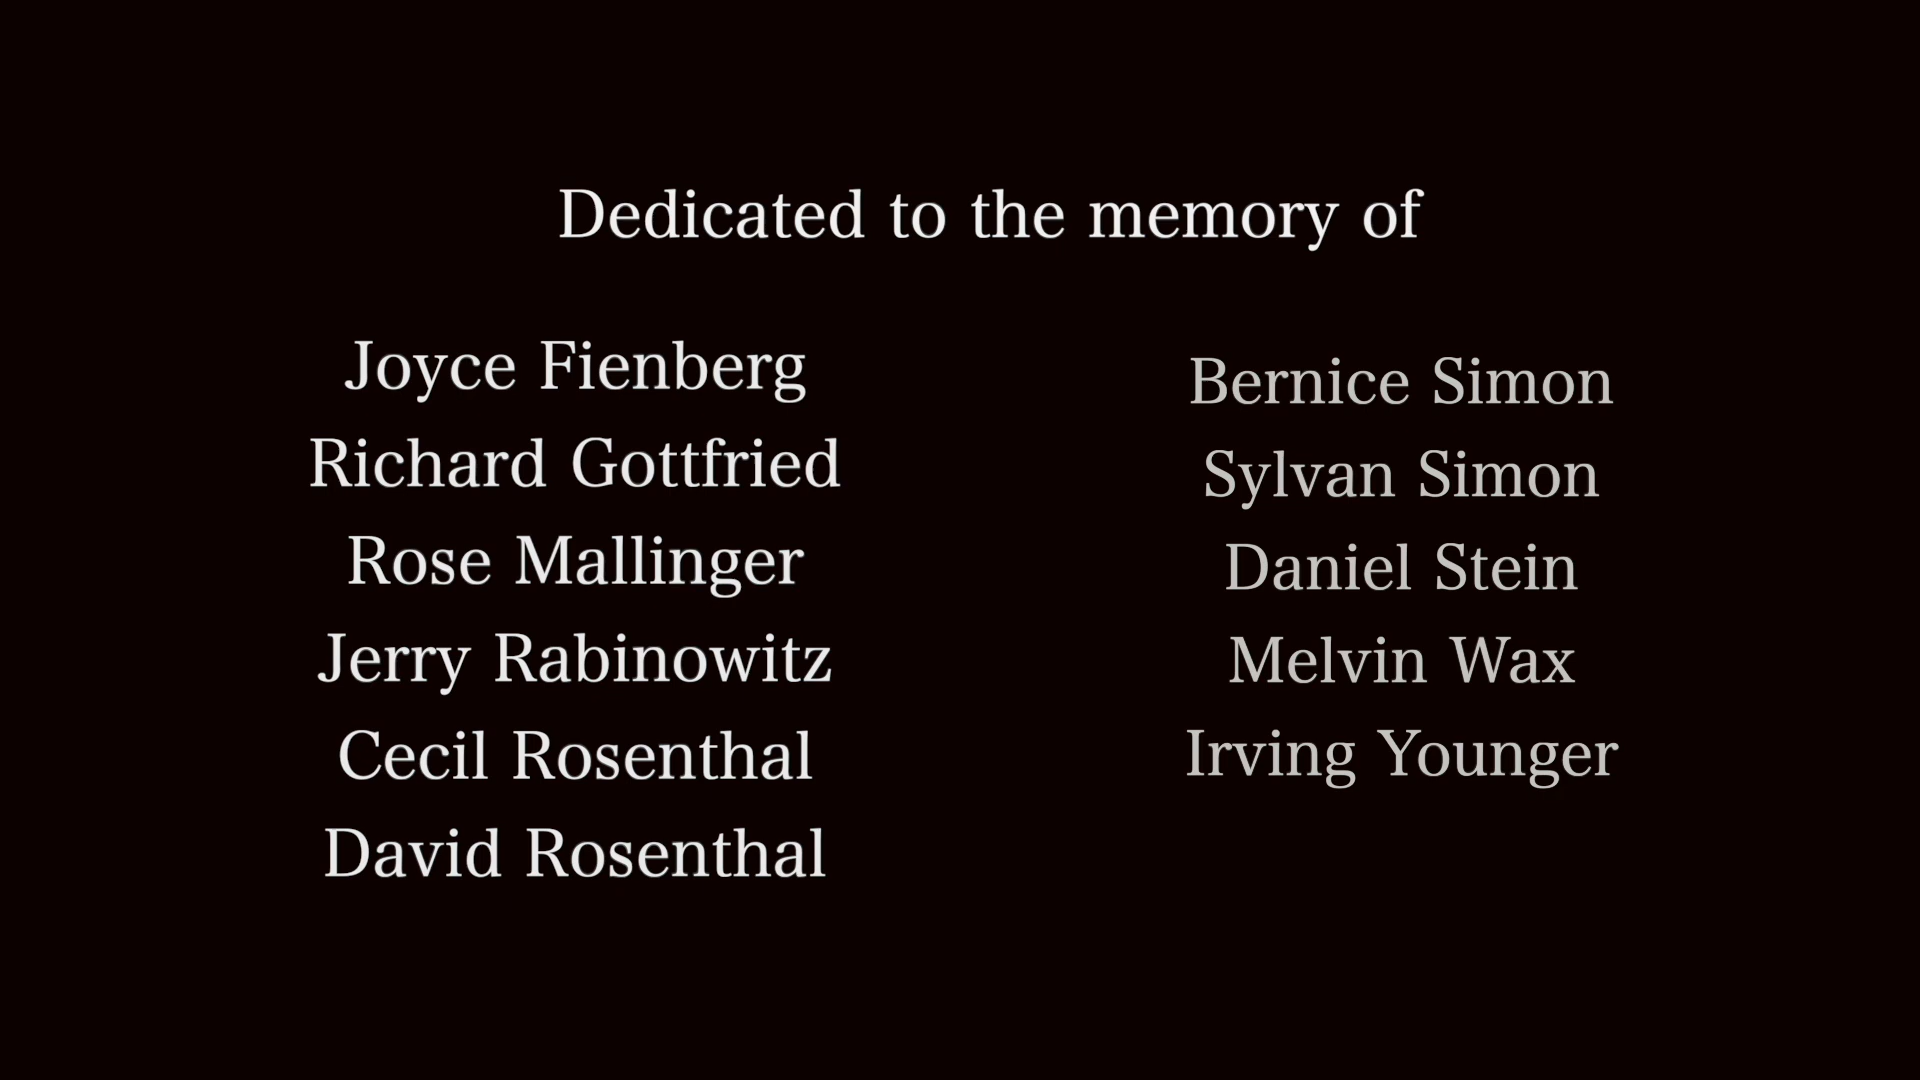 Dedicated to the memory of
Joyce Fienberg
Richard Gottfried
Rose Mallinger
Jerry Rabinowitz
Cecil Rosenthal
David Rosenthal
Bernice Simon
Sylvan Simon
Daniel Stein
Melvin Wax
Irving Younger